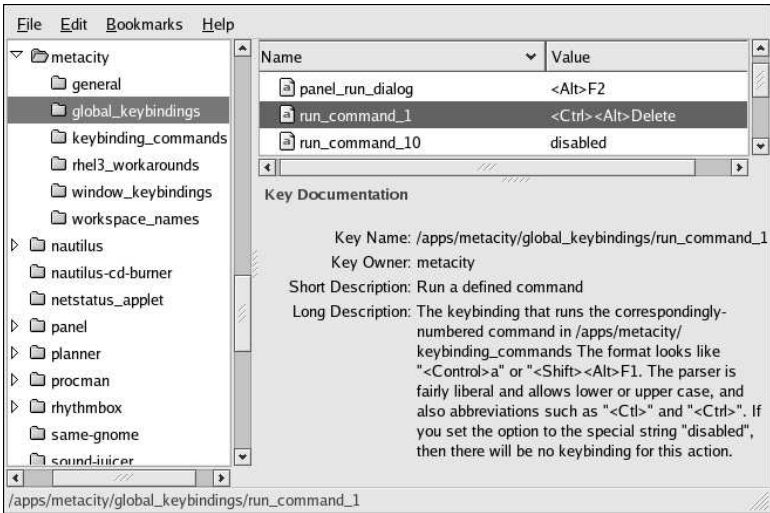 File Edit Bookmarks Help
metacity
general
global_keybindings
keybinding_commands
rhel3_workarounds
window_keybindings
workspace_names
nautilus
nautilus-cd-burner
netstatus_applet
panel
planner
procman
rhythmbox
same-gnome
sound-juicer
Name Value
panel_run_dialog <Alt>F2
run_command_1 <Ctrl><Alt>Delete
run_command_10 disabled
Key Documentation
Key Name: /apps/metacity/global_keybindings/run_command_1
Key Owner: metacity
Short Description: Run a defined command
Long Description: The keybinding that runs the correspondingly-
numbered command in /apps/metacity/
keybinding_commands The format looks like
"<Control>a" or "<Shift><Alt>F1. The parser is
fairly liberal and allows lower or upper case, and
also abbreviations such as "<Ctl>" and "<Ctrl>". If
you set the option to the special string "disabled",
then there will be no keybinding for this action.
/apps/metacity/global_keybindings/run_command_1